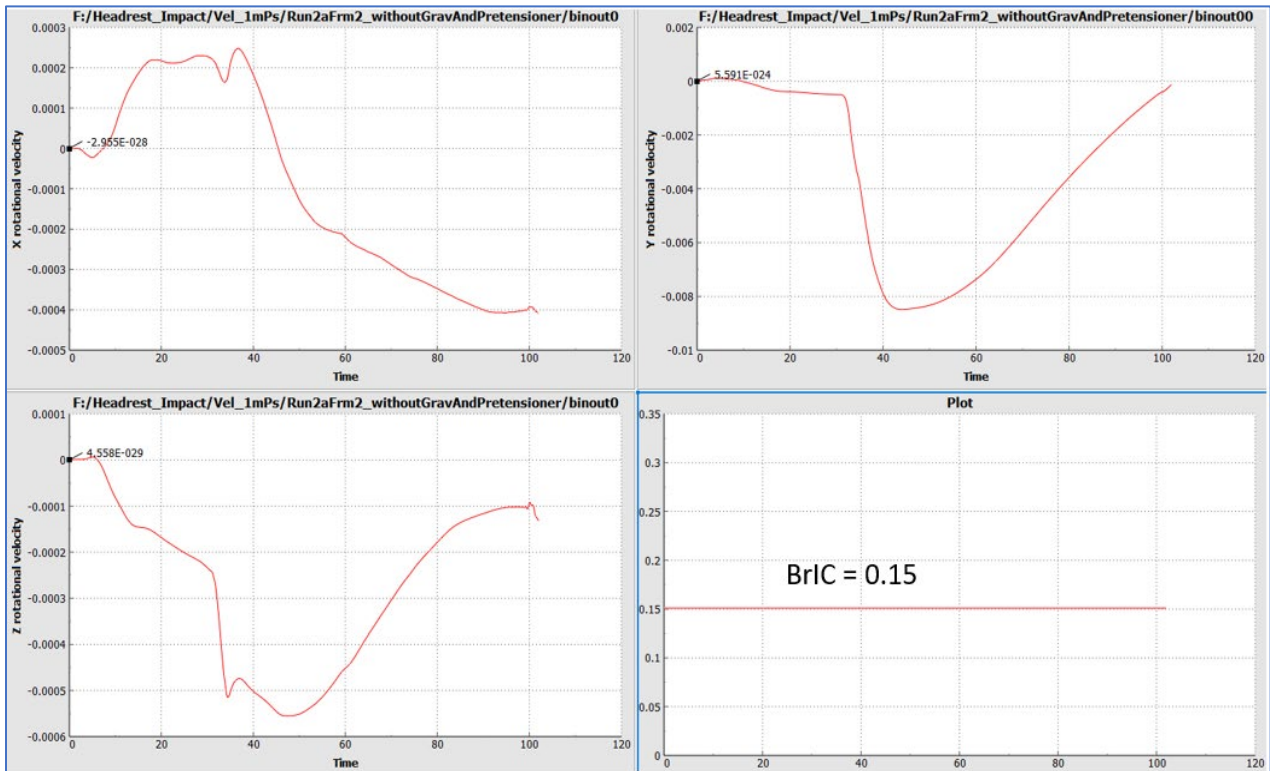 F:/Headrest_Impact/Vel_1mPs/Run2aFrm2_withoutGravAndPretensioner/binout0
X rotational velocity
0.0003
0.0002
0.0001
0
-0.0001
-0.0002
-0.0003
-0.0004
-0.0005
-2.955E-028
0 20 40 60 80 100 120
Time
F:/Headrest_Impact/Vel_1mPs/Run2aFrm2_withoutGravAndPretensioner/binout00
Y rotational velocity
0.002
0
-0.002
-0.004
-0.006
-0.008
-0.01
5.591E-024
0 20 40 60 80 100 120
Time
F:/Headrest_Impact/Vel_1mPs/Run2aFrm2_withoutGravAndPretensioner/binout0
Z rotational velocity
0.0001
0
-0.0001
-0.0002
-0.0003
-0.0004
-0.0005
-0.0006
4.558E-029
0 20 40 60 80 100 120
Time
Plot
0.35
0.3
0.25
0.2
0.15
0.1
0.05
0
BrIC = 0.15
0 20 40 60 80 100 120